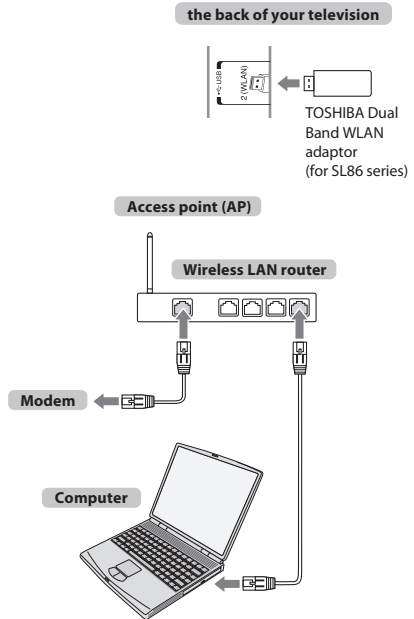 the back of your television
USB
2 (WLAN)
TOSHIBA Dual
Band WLAN
adaptor
(for SL86 series)
Access point (AP)
Wireless LAN router
Modem
Computer